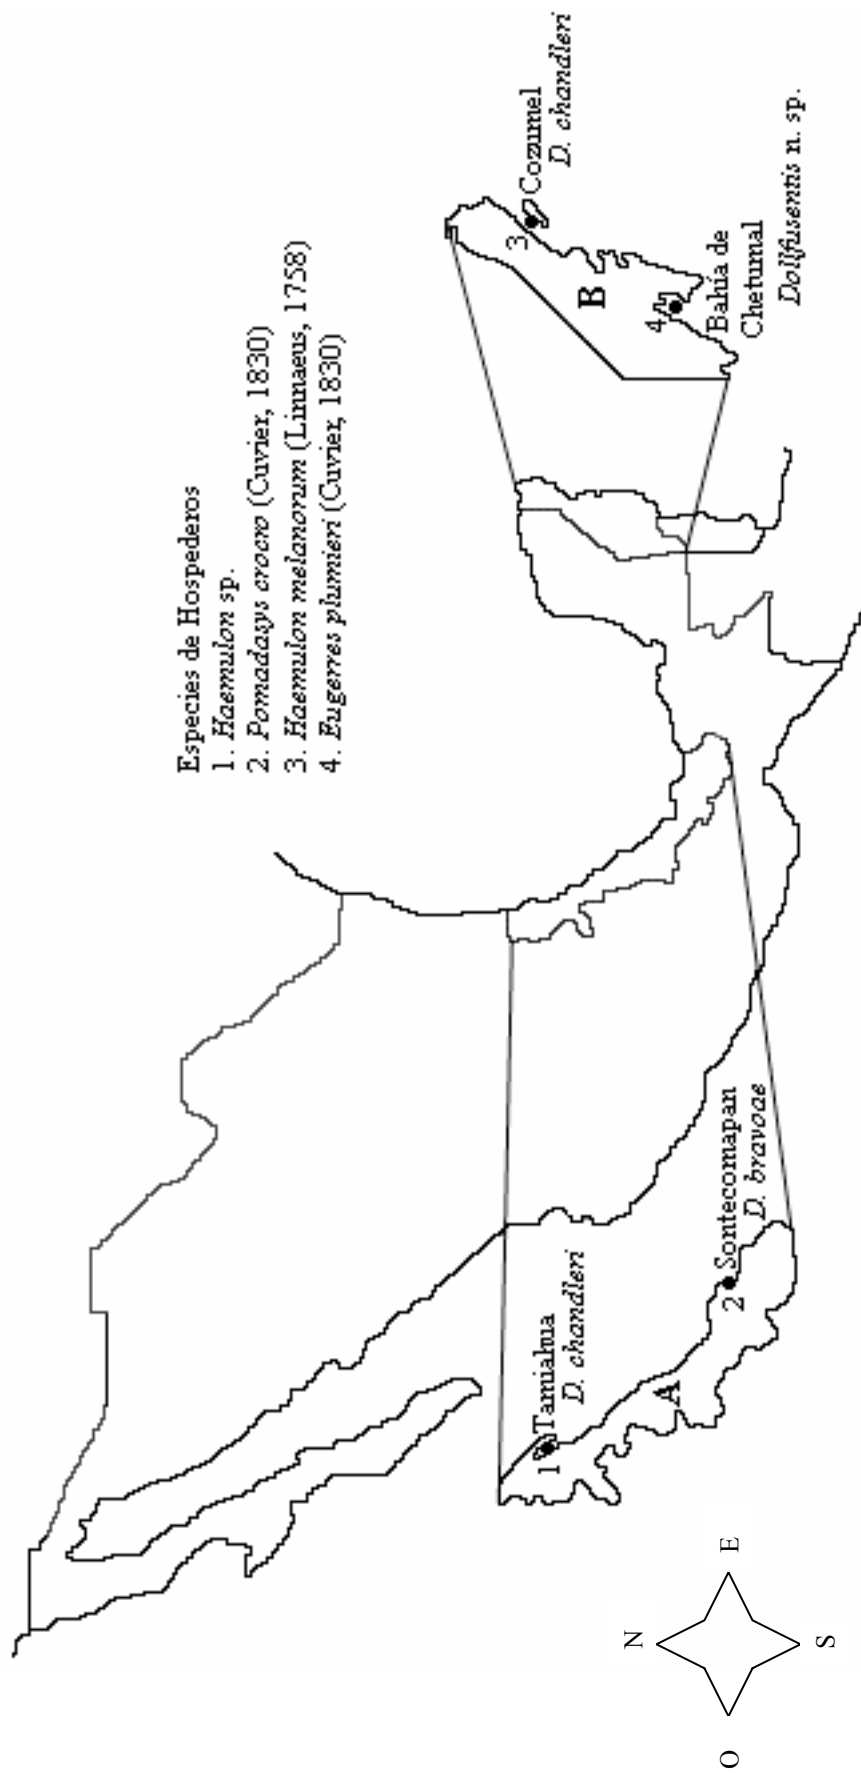 Especies de Hospederos
1. Haemulon sp.
2. Pomadasys crocro (Cuvier, 1830)
3. Haemulon melanorum (Linnaeus, 1758)
4. Eugerres plumieri (Cuvier, 1830)
3
Cozumel
D. chandleri
B
4
Bahía de
Chetumal
Dollfusentis n. sp.
1
Tamiahua
D. chandleri
A
2
Sontecomapan
D. bravoae
N
O
E
S